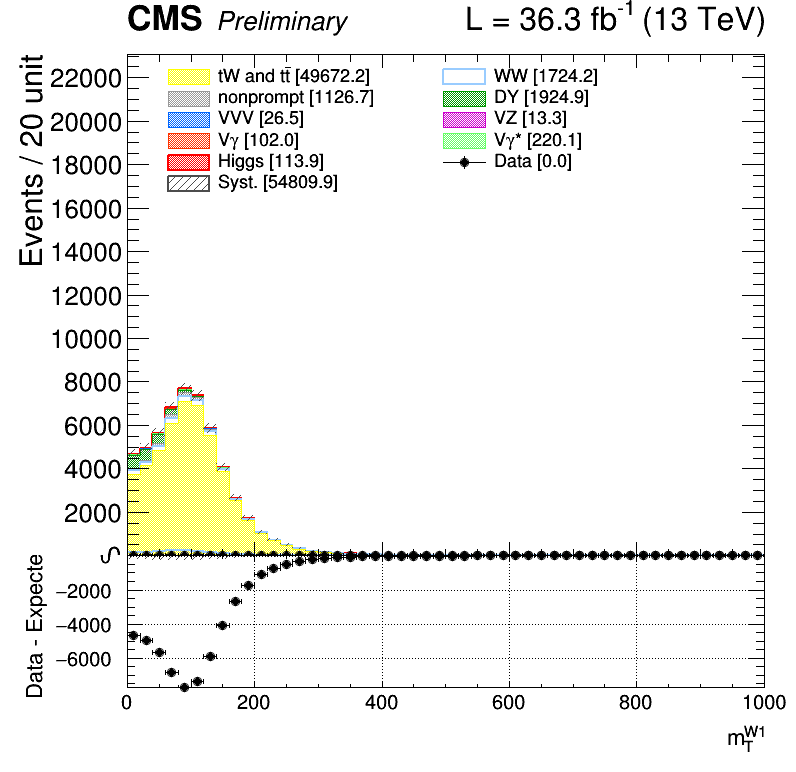 CMS Preliminary L = 36.3 fb⁻¹ (13 TeV)
Events / 20 unit
22000
20000
18000
16000
14000
12000
10000
8000
6000
4000
2000
0
tW and tt̄ [49672.2]
nonprompt [1126.7]
VVV [26.5]
Vγ [102.0]
Higgs [113.9]
Syst. [54809.9]
WW [1724.2]
DY [1924.9]
VZ [13.3]
Vγ* [220.1]
Data [0.0]
Data - Expecte
−2000
−4000
−6000
0 200 400 600 800 1000
m_T^W1